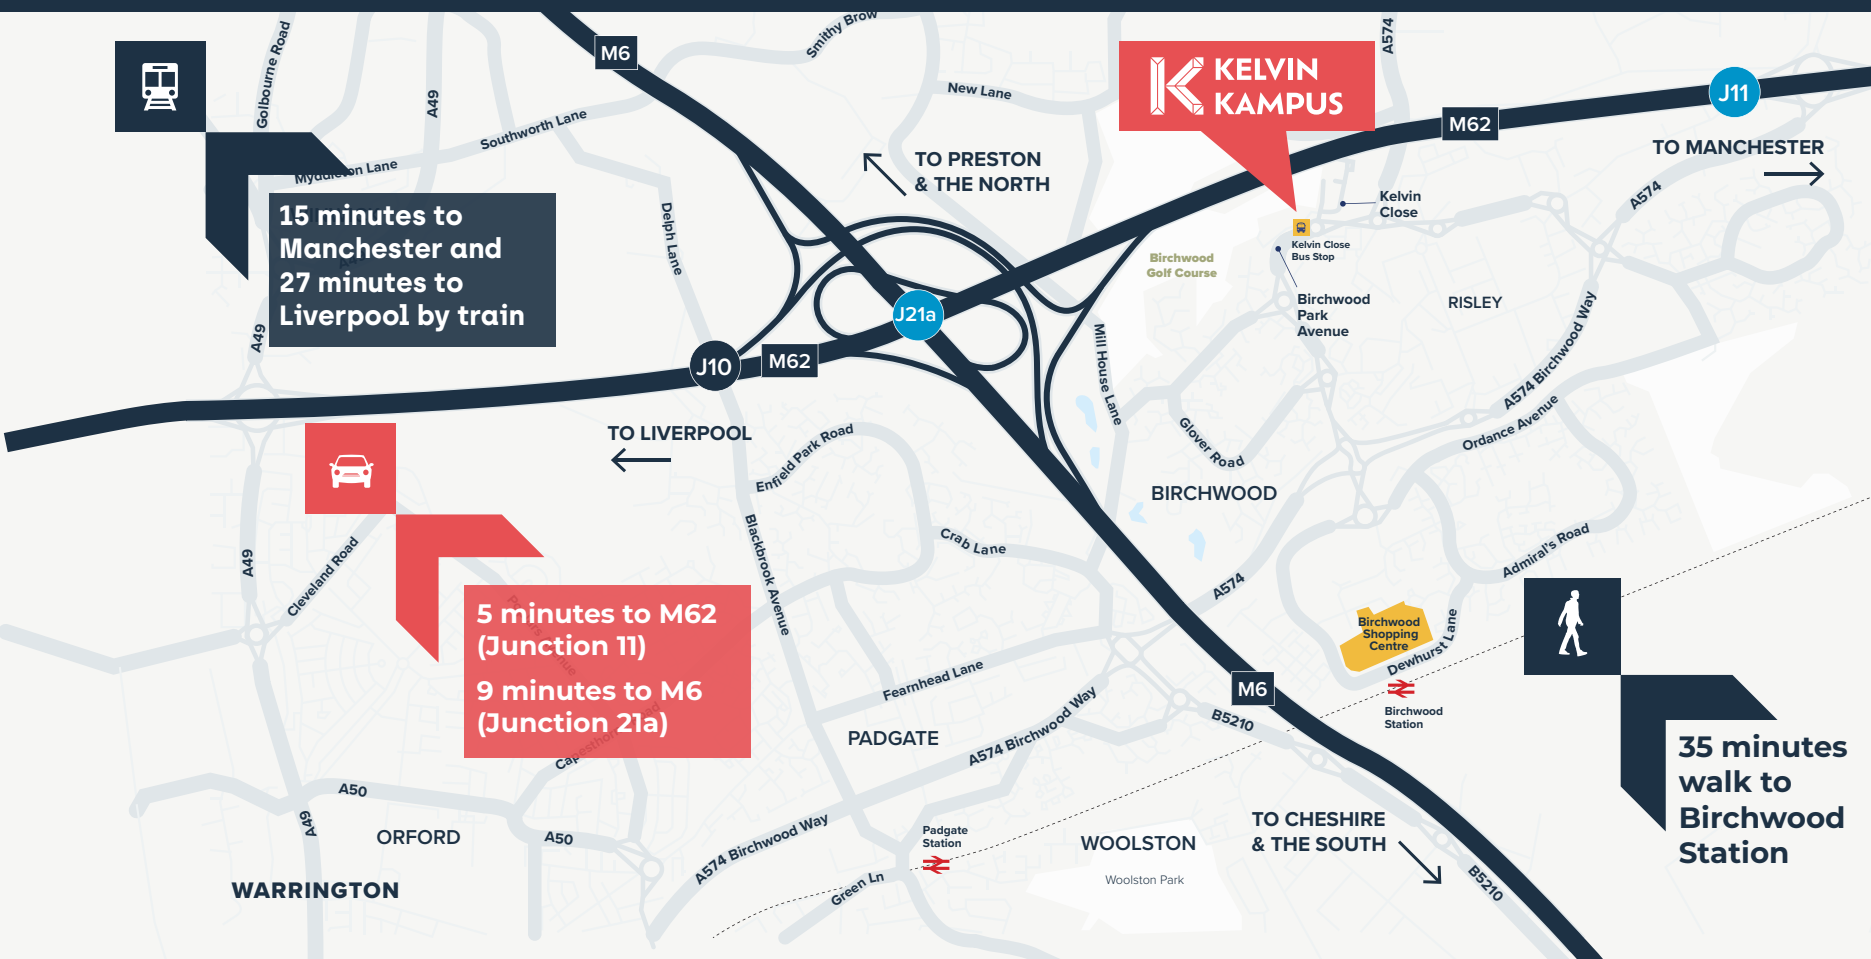 M6
Smithy Brow
A574
Golbourne Road
A49
New Lane
KELVIN
KAMPUS
J11
M62
Southworth Lane
TO MANCHESTER
TO PRESTON
& THE NORTH
Myddleton Lane
A574
Kelvin
Close
15 minutes to
Manchester and
27 minutes to
Liverpool by train
Delph Lane
Kelvin Close
Bus Stop
Birchwood
Golf Course
Birchwood
Park
Avenue
RISLEY
J21a
A49
J10
M62
Mill House Lane
A574 Birchwood Way
Ordance Avenue
TO LIVERPOOL
Enfield Park Road
Glover Road
BIRCHWOOD
A49
Cleveland Road
Blackbrook Avenue
Crab Lane
Admiral's Road
A574
5 minutes to M62
(Junction 11)
9 minutes to M6
(Junction 21a)
Birchwood
Shopping
Centre
Dewhurst Lane
Fearnhead Lane
M6
Birchwood
Station
B5210
PADGATE
A574 Birchwood Way
35 minutes
walk to
Birchwood
Station
A50
A49
ORFORD
A50
A574 Birchwood Way
Padgate
Station
WOOLSTON
TO CHESHIRE
& THE SOUTH
Woolston Park
Green Ln
B5210
WARRINGTON